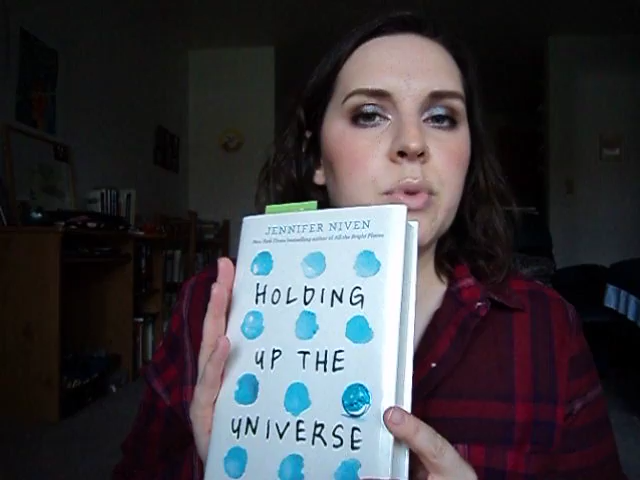 JENNIFER NIVEN
New York Times bestselling author of All the Bright Places
HOLDING
UP THE
UNIVERSE